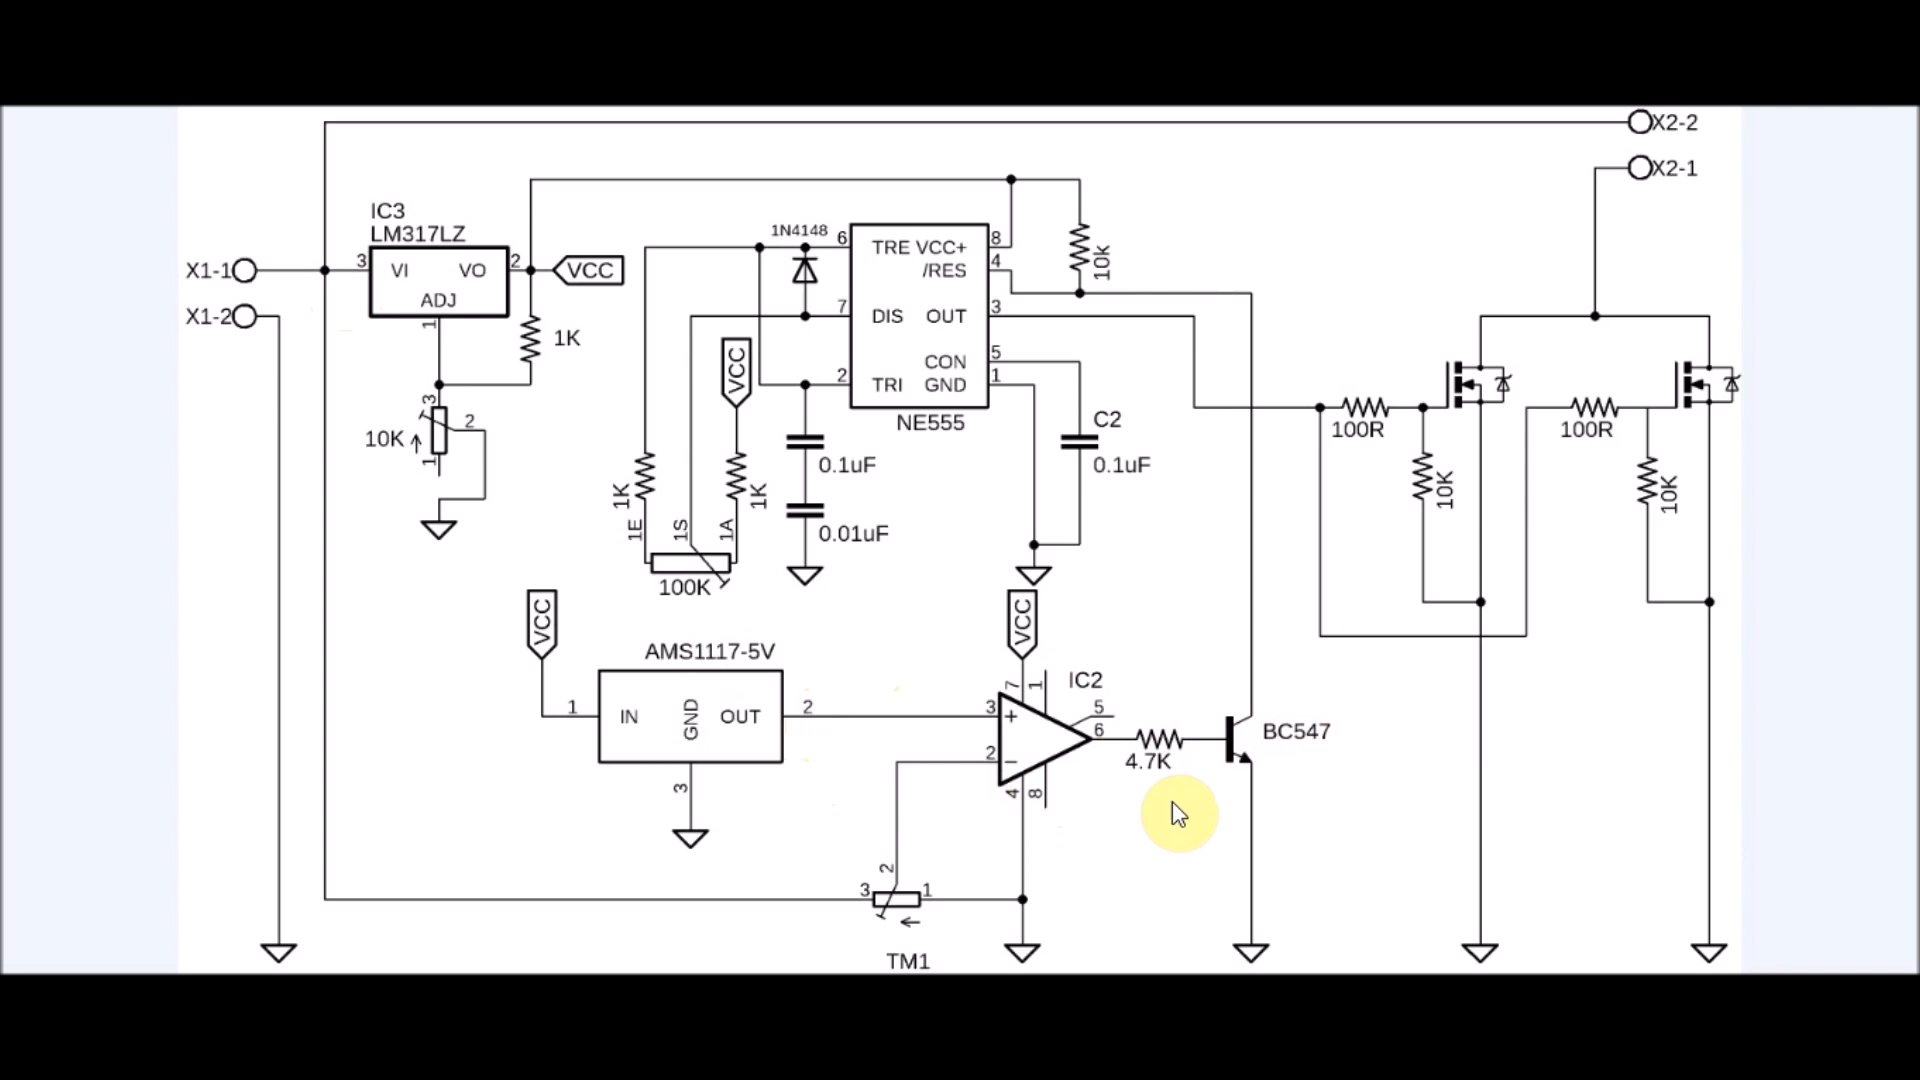 X2-2
X2-1
IC3
LM317LZ
X1-1
3 VI VO 2
ADJ
1
VCC
X1-2
1K
3
10K 2
1
1N4148
6 TRE VCC+ 8
/RES 4
7 DIS OUT 3
CON 5
2 TRI GND 1
NE555
10k
VCC
C2
0.1uF
0.1uF
0.01uF
1K
1K
1E
1S
1A
100K
100R
10K
100R
10K
VCC
AMS1117-5V
1 IN GND OUT 2
3
VCC
7
1
IC2
3
+
5
6
2
−
4
8
4.7K
BC547
2
3
1
TM1